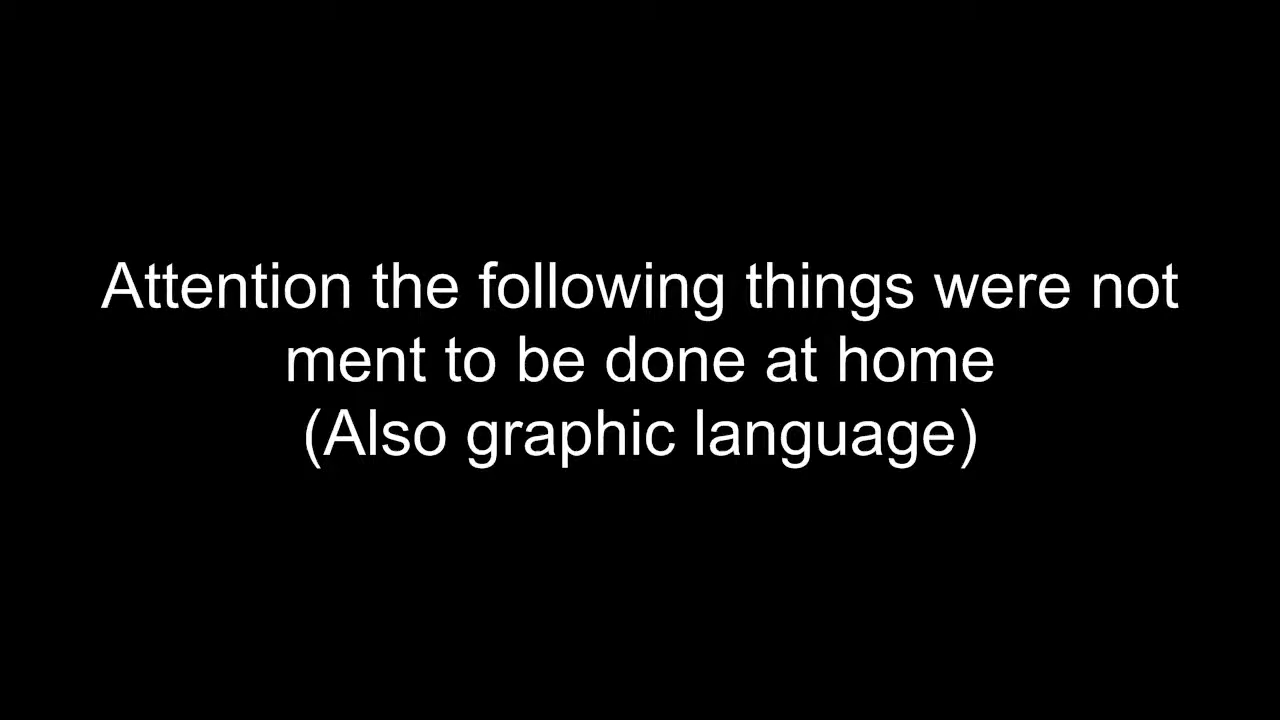 Attention the following things were not
ment to be done at home
(Also graphic language)